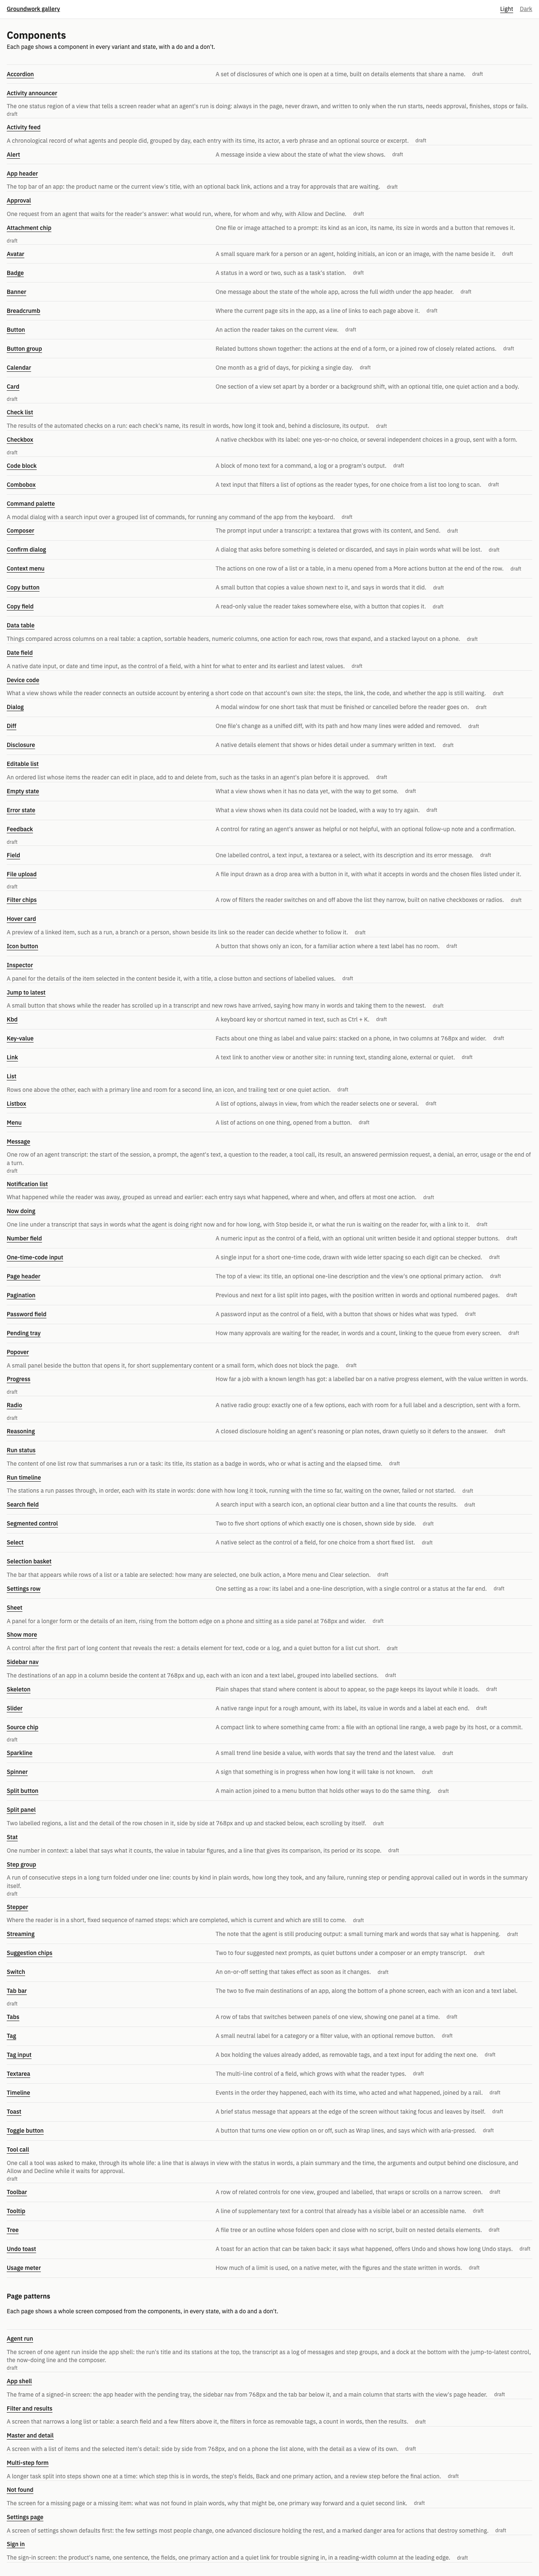 Groundwork gallery Light Dark
Components
Each page shows a component in every variant and state, with a do and a don't.
Accordion A set of disclosures of which one is open at a time, built on details elements that share a name. draft
Activity announcer
The one status region of a view that tells a screen reader what an agent's run is doing: always in the page, never drawn, and written to only when the run starts, needs approval, finishes, stops or fails.
draft
Activity feed
A chronological record of what agents and people did, grouped by day, each entry with its time, its actor, a verb phrase and an optional source or excerpt. draft
Alert A message inside a view about the state of what the view shows. draft
App header
The top bar of an app: the product name or the current view's title, with an optional back link, actions and a tray for approvals that are waiting. draft
Approval
One request from an agent that waits for the reader's answer: what would run, where, for whom and why, with Allow and Decline. draft
Attachment chip One file or image attached to a prompt: its kind as an icon, its name, its size in words and a button that removes it.
draft
Avatar A small square mark for a person or an agent, holding initials, an icon or an image, with the name beside it. draft
Badge A status in a word or two, such as a task's station. draft
Banner One message about the state of the whole app, across the full width under the app header. draft
Breadcrumb Where the current page sits in the app, as a line of links to each page above it. draft
Button An action the reader takes on the current view. draft
Button group Related buttons shown together: the actions at the end of a form, or a joined row of closely related actions. draft
Calendar One month as a grid of days, for picking a single day. draft
Card One section of a view set apart by a border or a background shift, with an optional title, one quiet action and a body.
draft
Check list
The results of the automated checks on a run: each check's name, its result in words, how long it took and, behind a disclosure, its output. draft
Checkbox A native checkbox with its label: one yes-or-no choice, or several independent choices in a group, sent with a form.
draft
Code block A block of mono text for a command, a log or a program's output. draft
Combobox A text input that filters a list of options as the reader types, for one choice from a list too long to scan. draft
Command palette
A modal dialog with a search input over a grouped list of commands, for running any command of the app from the keyboard. draft
Composer The prompt input under a transcript: a textarea that grows with its content, and Send. draft
Confirm dialog A dialog that asks before something is deleted or discarded, and says in plain words what will be lost. draft
Context menu The actions on one row of a list or a table, in a menu opened from a More actions button at the end of the row. draft
Copy button A small button that copies a value shown next to it, and says in words that it did. draft
Copy field A read-only value the reader takes somewhere else, with a button that copies it. draft
Data table
Things compared across columns on a real table: a caption, sortable headers, numeric columns, one action for each row, rows that expand, and a stacked layout on a phone. draft
Date field
A native date input, or date and time input, as the control of a field, with a hint for what to enter and its earliest and latest values. draft
Device code
What a view shows while the reader connects an outside account by entering a short code on that account's own site: the steps, the link, the code, and whether the app is still waiting. draft
Dialog A modal window for one short task that must be finished or cancelled before the reader goes on. draft
Diff One file's change as a unified diff, with its path and how many lines were added and removed. draft
Disclosure A native details element that shows or hides detail under a summary written in text. draft
Editable list
An ordered list whose items the reader can edit in place, add to and delete from, such as the tasks in an agent's plan before it is approved. draft
Empty state What a view shows when it has no data yet, with the way to get some. draft
Error state What a view shows when its data could not be loaded, with a way to try again. draft
Feedback A control for rating an agent's answer as helpful or not helpful, with an optional follow-up note and a confirmation.
draft
Field One labelled control, a text input, a textarea or a select, with its description and its error message. draft
File upload A file input drawn as a drop area with a button in it, with what it accepts in words and the chosen files listed under it.
draft
Filter chips A row of filters the reader switches on and off above the list they narrow, built on native checkboxes or radios. draft
Hover card
A preview of a linked item, such as a run, a branch or a person, shown beside its link so the reader can decide whether to follow it. draft
Icon button A button that shows only an icon, for a familiar action where a text label has no room. draft
Inspector
A panel for the details of the item selected in the content beside it, with a title, a close button and sections of labelled values. draft
Jump to latest
A small button that shows while the reader has scrolled up in a transcript and new rows have arrived, saying how many in words and taking them to the newest. draft
Kbd A keyboard key or shortcut named in text, such as Ctrl + K. draft
Key-value Facts about one thing as label and value pairs: stacked on a phone, in two columns at 768px and wider. draft
Link A text link to another view or another site: in running text, standing alone, external or quiet. draft
List
Rows one above the other, each with a primary line and room for a second line, an icon, and trailing text or one quiet action. draft
Listbox A list of options, always in view, from which the reader selects one or several. draft
Menu A list of actions on one thing, opened from a button. draft
Message
One row of an agent transcript: the start of the session, a prompt, the agent's text, a question to the reader, a tool call, its result, an answered permission request, a denial, an error, usage or the end of
a turn.
draft
Notification list
What happened while the reader was away, grouped as unread and earlier: each entry says what happened, where and when, and offers at most one action. draft
Now doing
One line under a transcript that says in words what the agent is doing right now and for how long, with Stop beside it, or what the run is waiting on the reader for, with a link to it. draft
Number field A numeric input as the control of a field, with an optional unit written beside it and optional stepper buttons. draft
One-time-code input A single input for a short one-time code, drawn with wide letter spacing so each digit can be checked. draft
Page header The top of a view: its title, an optional one-line description and the view's one optional primary action. draft
Pagination Previous and next for a list split into pages, with the position written in words and optional numbered pages. draft
Password field A password input as the control of a field, with a button that shows or hides what was typed. draft
Pending tray How many approvals are waiting for the reader, in words and a count, linking to the queue from every screen. draft
Popover
A small panel beside the button that opens it, for short supplementary content or a small form, which does not block the page. draft
Progress How far a job with a known length has got: a labelled bar on a native progress element, with the value written in words.
draft
Radio A native radio group: exactly one of a few options, each with room for a full label and a description, sent with a form.
draft
Reasoning A closed disclosure holding an agent's reasoning or plan notes, drawn quietly so it defers to the answer. draft
Run status
The content of one list row that summarises a run or a task: its title, its station as a badge in words, who or what is acting and the elapsed time. draft
Run timeline
The stations a run passes through, in order, each with its state in words: done with how long it took, running with the time so far, waiting on the owner, failed or not started. draft
Search field A search input with a search icon, an optional clear button and a line that counts the results. draft
Segmented control Two to five short options of which exactly one is chosen, shown side by side. draft
Select A native select as the control of a field, for one choice from a short fixed list. draft
Selection basket
The bar that appears while rows of a list or a table are selected: how many are selected, one bulk action, a More menu and Clear selection. draft
Settings row One setting as a row: its label and a one-line description, with a single control or a status at the far end. draft
Sheet
A panel for a longer form or the details of an item, rising from the bottom edge on a phone and sitting as a side panel at 768px and wider. draft
Show more
A control after the first part of long content that reveals the rest: a details element for text, code or a log, and a quiet button for a list cut short. draft
Sidebar nav
The destinations of an app in a column beside the content at 768px and up, each with an icon and a text label, grouped into labelled sections. draft
Skeleton Plain shapes that stand where content is about to appear, so the page keeps its layout while it loads. draft
Slider A native range input for a rough amount, with its label, its value in words and a label at each end. draft
Source chip A compact link to where something came from: a file with an optional line range, a web page by its host, or a commit.
draft
Sparkline A small trend line beside a value, with words that say the trend and the latest value. draft
Spinner A sign that something is in progress when how long it will take is not known. draft
Split button A main action joined to a menu button that holds other ways to do the same thing. draft
Split panel
Two labelled regions, a list and the detail of the row chosen in it, side by side at 768px and up and stacked below, each scrolling by itself. draft
Stat
One number in context: a label that says what it counts, the value in tabular figures, and a line that gives its comparison, its period or its scope. draft
Step group
A run of consecutive steps in a long turn folded under one line: counts by kind in plain words, how long they took, and any failure, running step or pending approval called out in words in the summary
itself.
draft
Stepper
Where the reader is in a short, fixed sequence of named steps: which are completed, which is current and which are still to come. draft
Streaming The note that the agent is still producing output: a small turning mark and words that say what is happening. draft
Suggestion chips Two to four suggested next prompts, as quiet buttons under a composer or an empty transcript. draft
Switch An on-or-off setting that takes effect as soon as it changes. draft
Tab bar The two to five main destinations of an app, along the bottom of a phone screen, each with an icon and a text label.
draft
Tabs A row of tabs that switches between panels of one view, showing one panel at a time. draft
Tag A small neutral label for a category or a filter value, with an optional remove button. draft
Tag input A box holding the values already added, as removable tags, and a text input for adding the next one. draft
Textarea The multi-line control of a field, which grows with what the reader types. draft
Timeline Events in the order they happened, each with its time, who acted and what happened, joined by a rail. draft
Toast A brief status message that appears at the edge of the screen without taking focus and leaves by itself. draft
Toggle button A button that turns one view option on or off, such as Wrap lines, and says which with aria-pressed. draft
Tool call
One call a tool was asked to make, through its whole life: a line that is always in view with the status in words, a plain summary and the time, the arguments and output behind one disclosure, and
Allow and Decline while it waits for approval.
draft
Toolbar A row of related controls for one view, grouped and labelled, that wraps or scrolls on a narrow screen. draft
Tooltip A line of supplementary text for a control that already has a visible label or an accessible name. draft
Tree A file tree or an outline whose folders open and close with no script, built on nested details elements. draft
Undo toast A toast for an action that can be taken back: it says what happened, offers Undo and shows how long Undo stays. draft
Usage meter How much of a limit is used, on a native meter, with the figures and the state written in words. draft
Page patterns
Each page shows a whole screen composed from the components, in every state, with a do and a don't.
Agent run
The screen of one agent run inside the app shell: the run's title and its stations at the top, the transcript as a log of messages and step groups, and a dock at the bottom with the jump-to-latest control,
the now-doing line and the composer.
draft
App shell
The frame of a signed-in screen: the app header with the pending tray, the sidebar nav from 768px and the tab bar below it, and a main column that starts with the view's page header. draft
Filter and results
A screen that narrows a long list or table: a search field and a few filters above it, the filters in force as removable tags, a count in words, then the results. draft
Master and detail
A screen with a list of items and the selected item's detail: side by side from 768px, and on a phone the list alone, with the detail as a view of its own. draft
Multi-step form
A longer task split into steps shown one at a time: which step this is in words, the step's fields, Back and one primary action, and a review step before the final action. draft
Not found
The screen for a missing page or a missing item: what was not found in plain words, why that might be, one primary way forward and a quiet second link. draft
Settings page
A screen of settings shown defaults first: the few settings most people change, one advanced disclosure holding the rest, and a marked danger area for actions that destroy something. draft
Sign in
The sign-in screen: the product's name, one sentence, the fields, one primary action and a quiet link for trouble signing in, in a reading-width column at the leading edge. draft